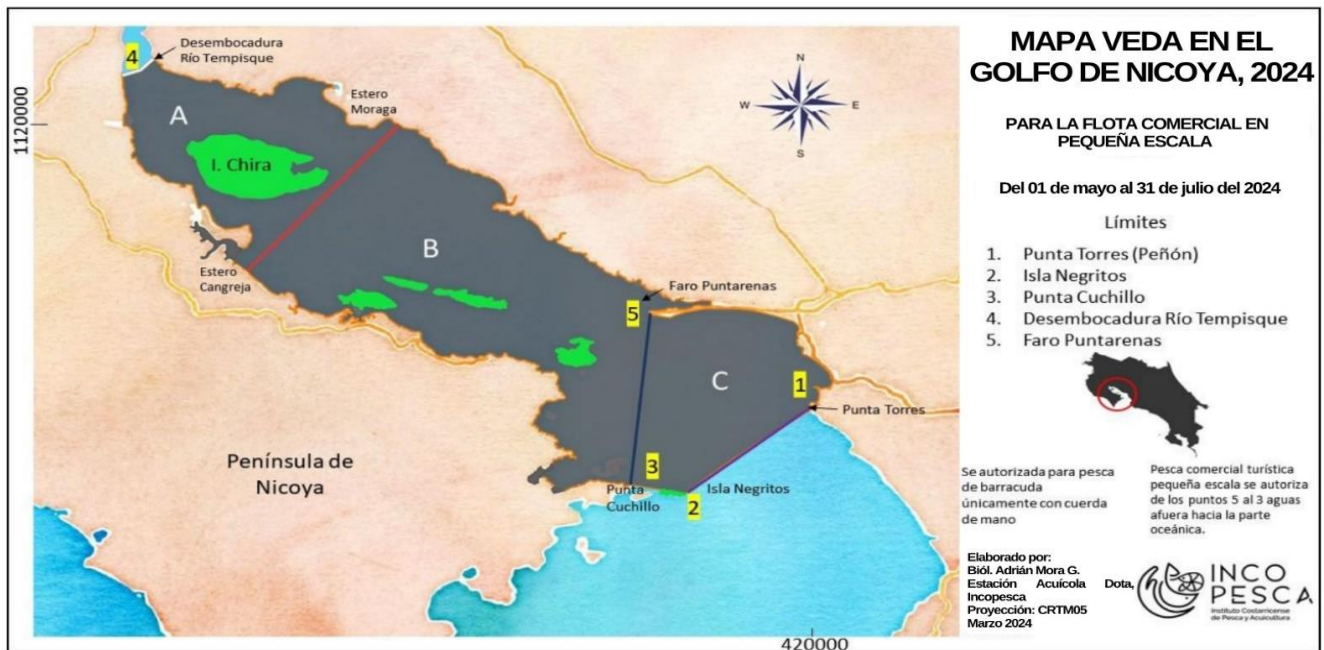 MAPA VEDA EN EL
GOLFO DE NICOYA, 2024
PARA LA FLOTA COMERCIAL EN
PEQUEÑA ESCALA
Del 01 de mayo al 31 de julio del 2024
Límites
1. Punta Torres (Peñón)
2. Isla Negritos
3. Punta Cuchillo
4. Desembocadura Río Tempisque
5. Faro Puntarenas
Se autorizada para pesca
de barracuda
únicamente con cuerda
de mano
Pesca comercial turística
pequeña escala se autoriza
de los puntos 5 al 3 aguas
afuera hacia la parte
oceánica.
Elaborado por:
Biól. Adrián Mora G.
Estación Acuícola Dota,
Incopesca
Proyección: CRTM05
Marzo 2024
INCO
PESCA
Instituto Costarricense
de Pesca y Acuicultura
4
Desembocadura
Río Tempisque
Estero
Moraga
N
W
E
S
1120000
A
I. Chira
B
Estero
Cangreja
Faro Puntarenas
5
C
1
Punta Torres
Península de
Nicoya
3
Punta
Cuchillo
Isla Negritos
2
420000